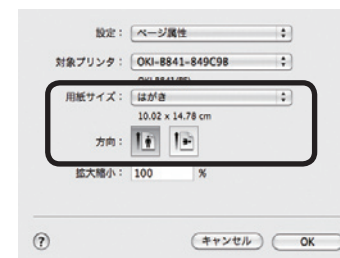 設定： ページ属性
対象プリンタ： OKI-B841-849C9B
用紙サイズ： はがき
10.02 x 14.78 cm
方向：
拡大縮小： 100 %
? キャンセル OK